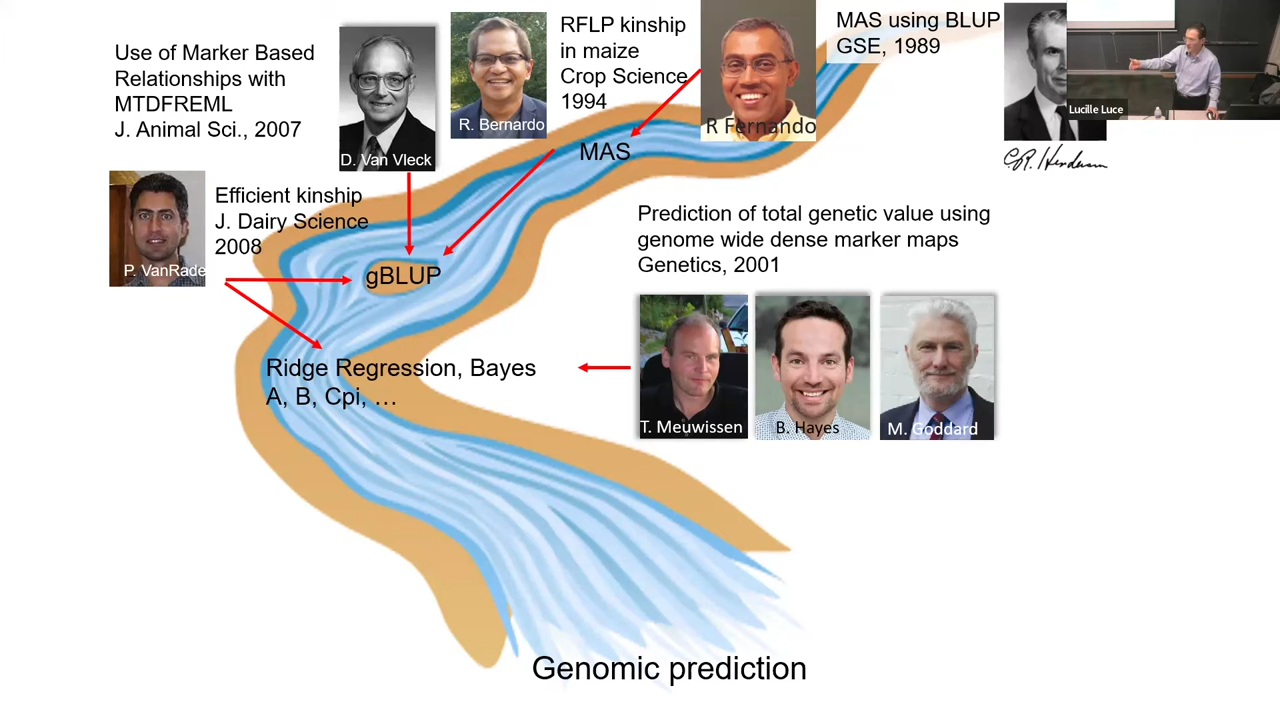 Use of Marker Based
Relationships with
MTDFREML
J. Animal Sci., 2007
D. Van Vleck
R. Bernardo
RFLP kinship
in maize
Crop Science
1994
R Fernando
MAS using BLUP
GSE, 1989
C.R. Henderson
Lucille Luce
MAS
P. VanRade
Efficient kinship
J. Dairy Science
2008
gBLUP
Prediction of total genetic value using
genome wide dense marker maps
Genetics, 2001
T. Meuwissen
B. Hayes
M. Goddard
Ridge Regression, Bayes
A, B, Cpi, …
Genomic prediction